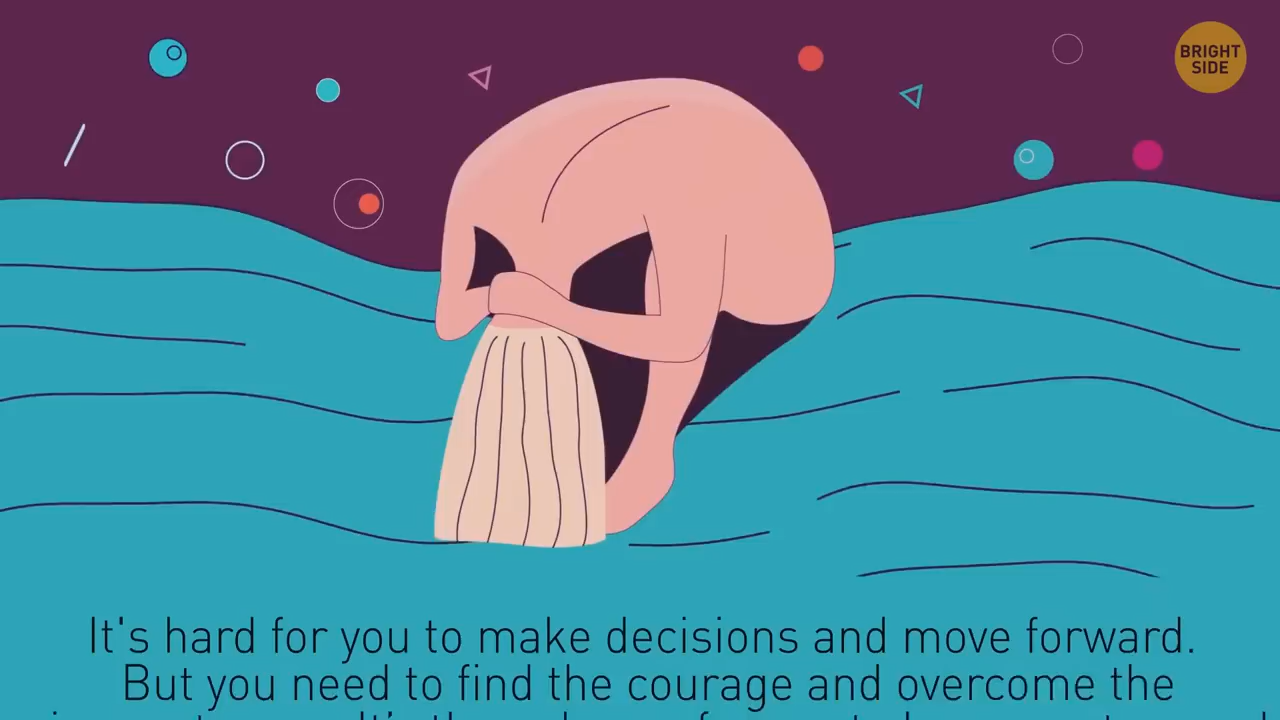 BRIGHT
SIDE
It's hard for you to make decisions and move forward.
But you need to find the courage and overcome the